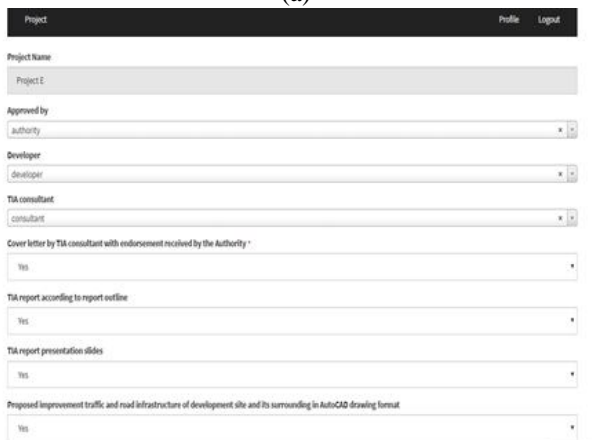 (a)
Project Profile Logout
Project Name
Project E
Approved by
authority ×
Developer
developer ×
TIA consultant
consultant ×
Cover letter by TIA consultant with endorsement received by the Authority *
Yes
TIA report according to report outline
Yes
TIA report presentation slides
Yes
Proposed improvement traffic and road infrastructure of development site and its surrounding in AutoCAD drawing format
Yes